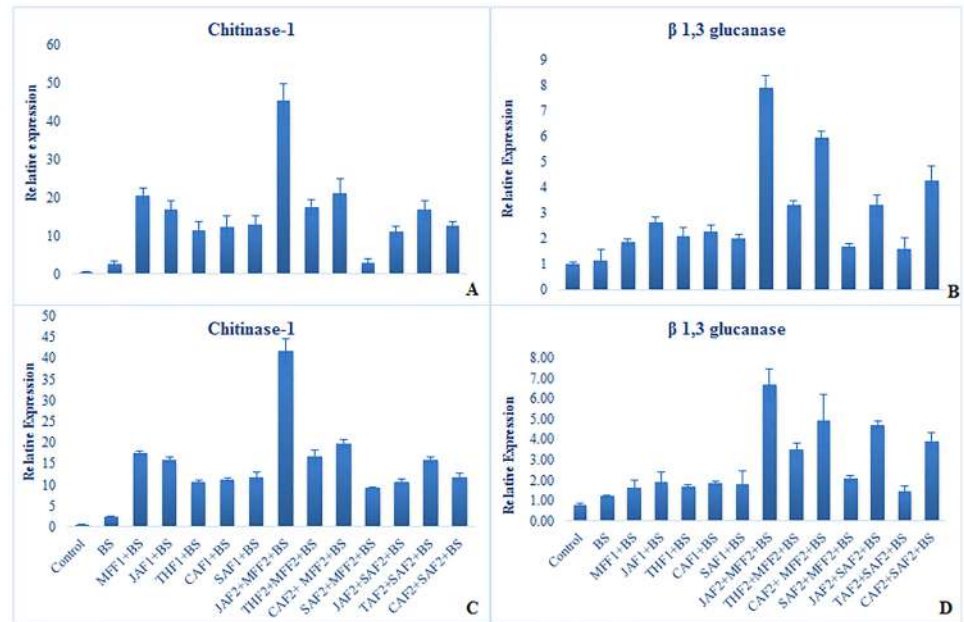 Chitinase-1
Relative expression
60
50
40
30
20
10
0
A
β 1,3 glucanase
Relative Expression
9
8
7
6
5
4
3
2
1
0
B
Chitinase-1
Relative Expression
50
45
40
35
30
25
20
15
10
5
0
Control
BS
MFF1+BS
JAF1+BS
THF1+BS
CAF1+BS
SAF1+BS
JAF2+MFF2+BS
THF2+MFF2+BS
CAF2+ MFF2+BS
SAF2+MFF2+BS
JAF2+SAF2+BS
TAF2+SAF2+BS
CAF2+SAF2+BS
C
β 1,3 glucanase
Relative Expression
8.00
7.00
6.00
5.00
4.00
3.00
2.00
1.00
0.00
Control
BS
MFF1+BS
JAF1+BS
THF1+BS
CAF1+BS
SAF1+BS
JAF2+MFF2+BS
THF2+MFF2+BS
CAF2+ MFF2+BS
SAF2+MFF2+BS
JAF2+SAF2+BS
TAF2+SAF2+BS
CAF2+SAF2+BS
D